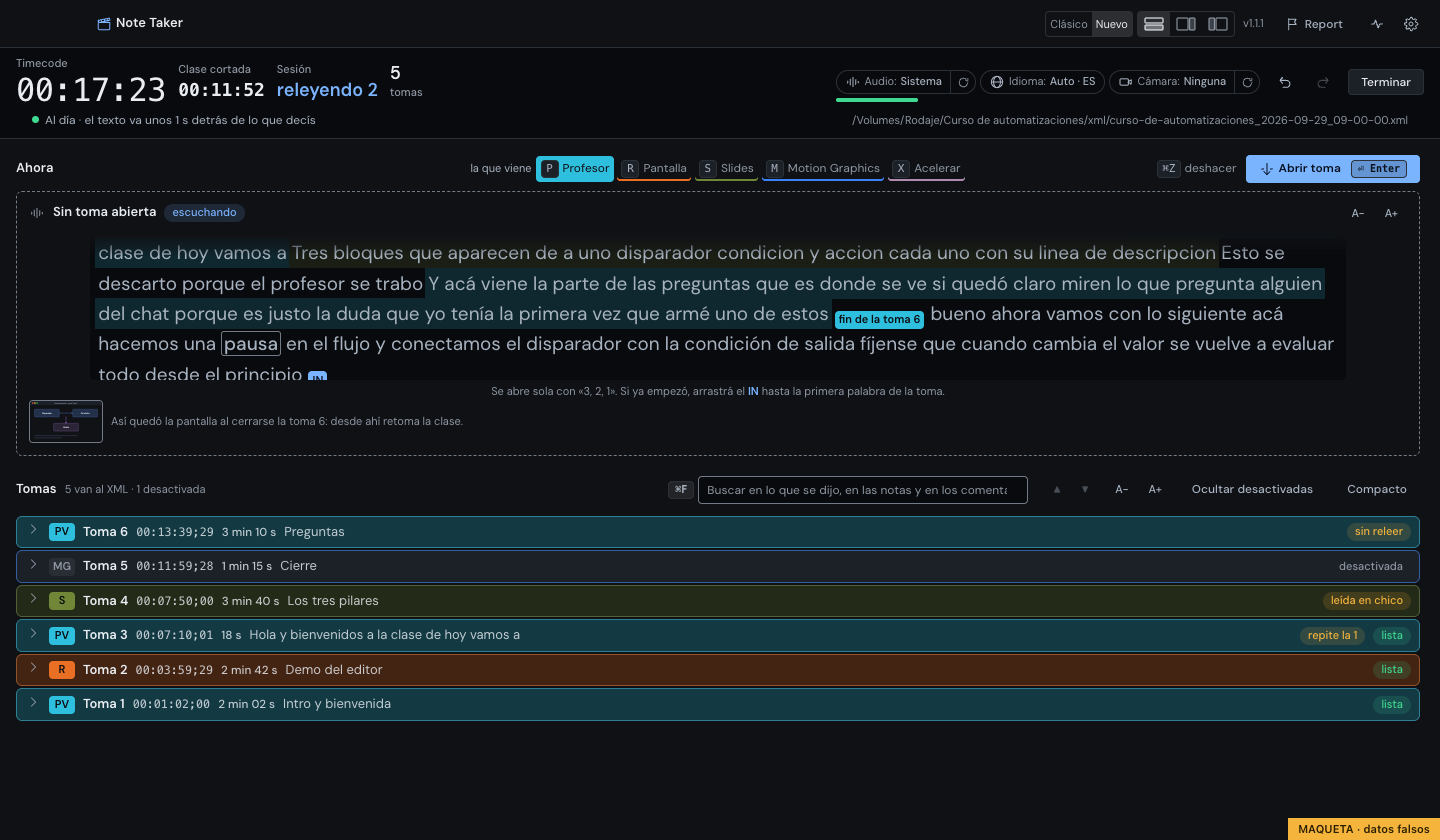 Note Taker
Clásico Nuevo v1.1.1 Report
Timecode
00:17:23
Clase cortada
00:11:52
Sesión
releyendo 2
5
tomas
Audio: Sistema
Idioma: Auto · ES
Cámara: Ninguna
Terminar
Al día · el texto va unos 1 s detrás de lo que decís
/Volumes/Rodaje/Curso de automatizaciones/xml/curso-de-automatizaciones_2026-09-29_09-00-00.xml
Ahora
la que viene P Profesor R Pantalla S Slides M Motion Graphics X Acelerar
⌘Z deshacer
Abrir toma ⏎ Enter
Sin toma abierta escuchando
A- A+
clase de hoy vamos a Tres bloques que aparecen de a uno disparador condicion y accion cada uno con su linea de descripcion Esto se
descarto porque el profesor se trabo Y acá viene la parte de las preguntas que es donde se ve si quedó claro miren lo que pregunta alguien
del chat porque es justo la duda que yo tenía la primera vez que armé uno de estos fin de la toma 6 bueno ahora vamos con lo siguiente acá
hacemos una pausa en el flujo y conectamos el disparador con la condición de salida fíjense que cuando cambia el valor se vuelve a evaluar
todo desde el principio IN
Se abre sola con «3, 2, 1». Si ya empezó, arrastrá el IN hasta la primera palabra de la toma.
Así quedó la pantalla al cerrarse la toma 6: desde ahí retoma la clase.
Tomas 5 van al XML · 1 desactivada
⌘F Buscar en lo que se dijo, en las notas y en los comenta
A- A+ Ocultar desactivadas Compacto
PV Toma 6 00:13:39;29 3 min 10 s Preguntas sin releer
MG Toma 5 00:11:59;28 1 min 15 s Cierre desactivada
S Toma 4 00:07:50;00 3 min 40 s Los tres pilares leída en chico
PV Toma 3 00:07:10;01 18 s Hola y bienvenidos a la clase de hoy vamos a repite la 1 lista
R Toma 2 00:03:59;29 2 min 42 s Demo del editor lista
PV Toma 1 00:01:02;00 2 min 02 s Intro y bienvenida lista
MAQUETA · datos falsos